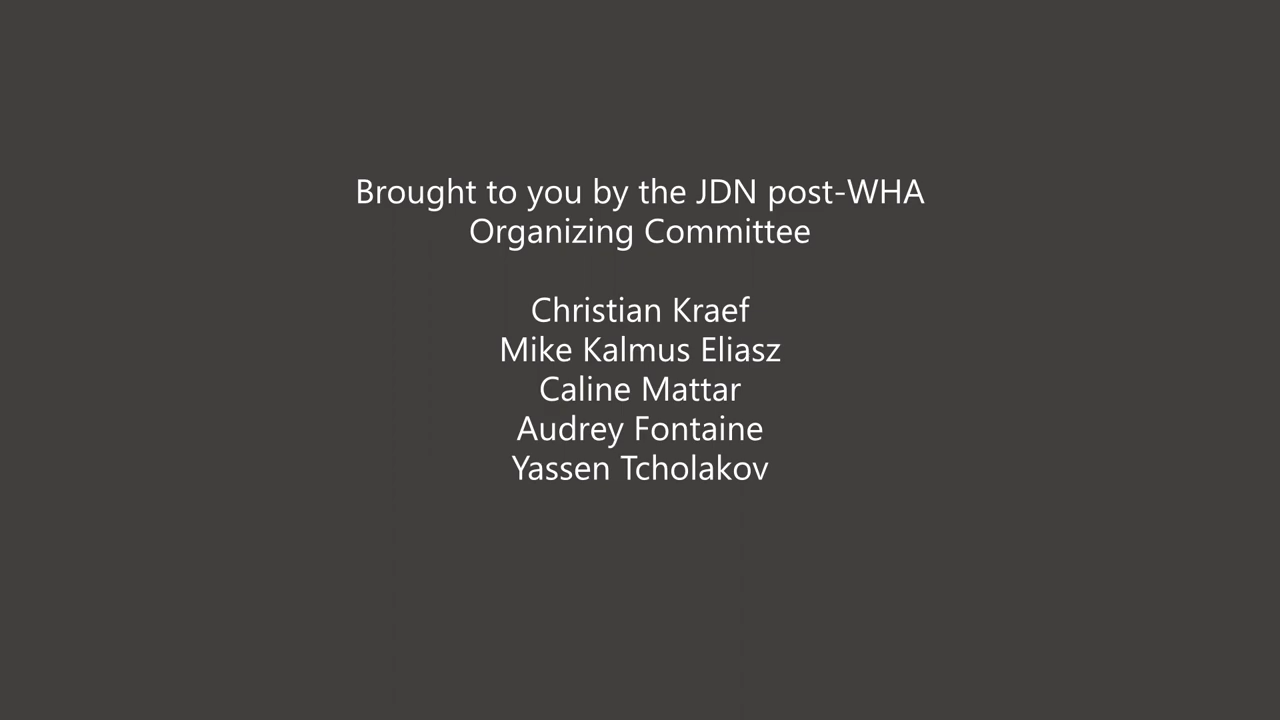 Brought to you by the JDN post-WHA
Organizing Committee
Christian Kraef
Mike Kalmus Eliasz
Caline Mattar
Audrey Fontaine
Yassen Tcholakov